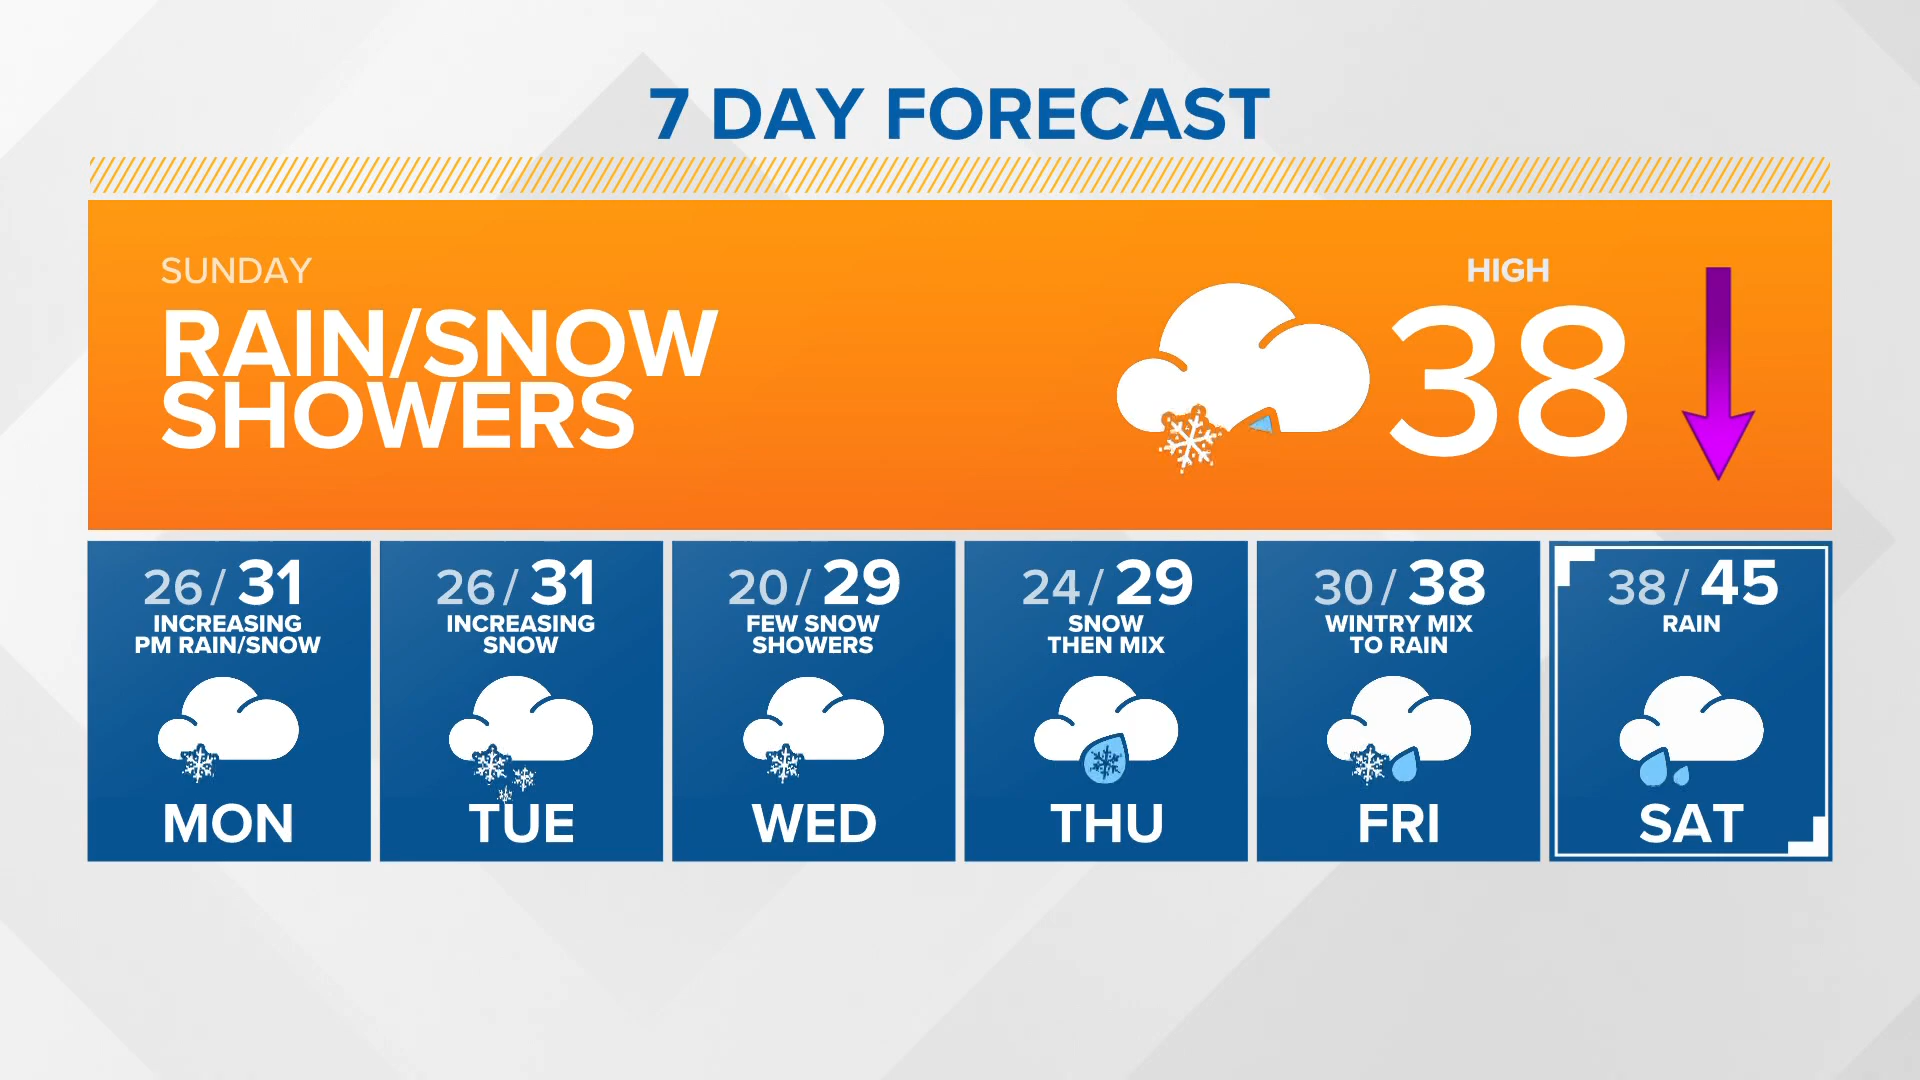 7 DAY FORECAST
SUNDAY
RAIN/SNOW
SHOWERS
HIGH
38
26/31
INCREASING
PM RAIN/SNOW
MON
26/31
INCREASING
SNOW
TUE
20/29
FEW SNOW
SHOWERS
WED
24/29
SNOW
THEN MIX
THU
30/38
WINTRY MIX
TO RAIN
FRI
38/45
RAIN
SAT